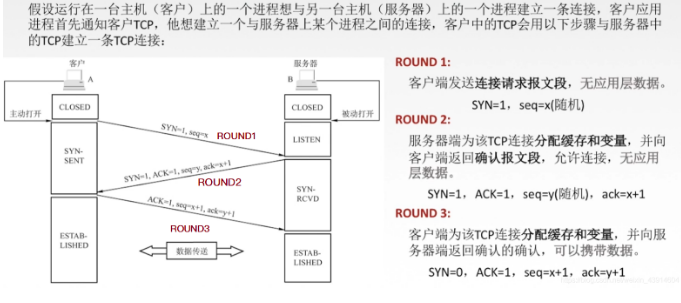 假设运行在一台主机（客户）上的一个进程想与另一台主机（服务器）上的一个进程建立一条连接，客户应用
进程首先通知客户TCP，他想建立一个与服务器上某个进程之间的连接，客户中的TCP会用以下步骤与服务器中
的TCP建立一条TCP连接：
客户
服务器
A
B
主动打开
CLOSED
CLOSED
被动打开
SYN=1, seq=x
ROUND1
LISTEN
SYN-
SENT
SYN=1, ACK=1, seq=y, ack=x+1
ROUND2
SYN-
RCVD
ACK=1, seq=x+1, ack=y+1
ROUND3
ESTAB-
LISHED
数据传送
ESTAB-
LISHED
ROUND 1:
客户端发送连接请求报文段，无应用层数据。
SYN=1，seq=x(随机)
ROUND 2:
服务器端为该TCP连接分配缓存和变量，并向
客户端返回确认报文段，允许连接，无应用
层数据。
SYN=1，ACK=1，seq=y(随机)，ack=x+1
ROUND 3:
客户端为该TCP连接分配缓存和变量，并向服
务器端返回确认的确认，可以携带数据。
SYN=0，ACK=1，seq=x+1，ack=y+1